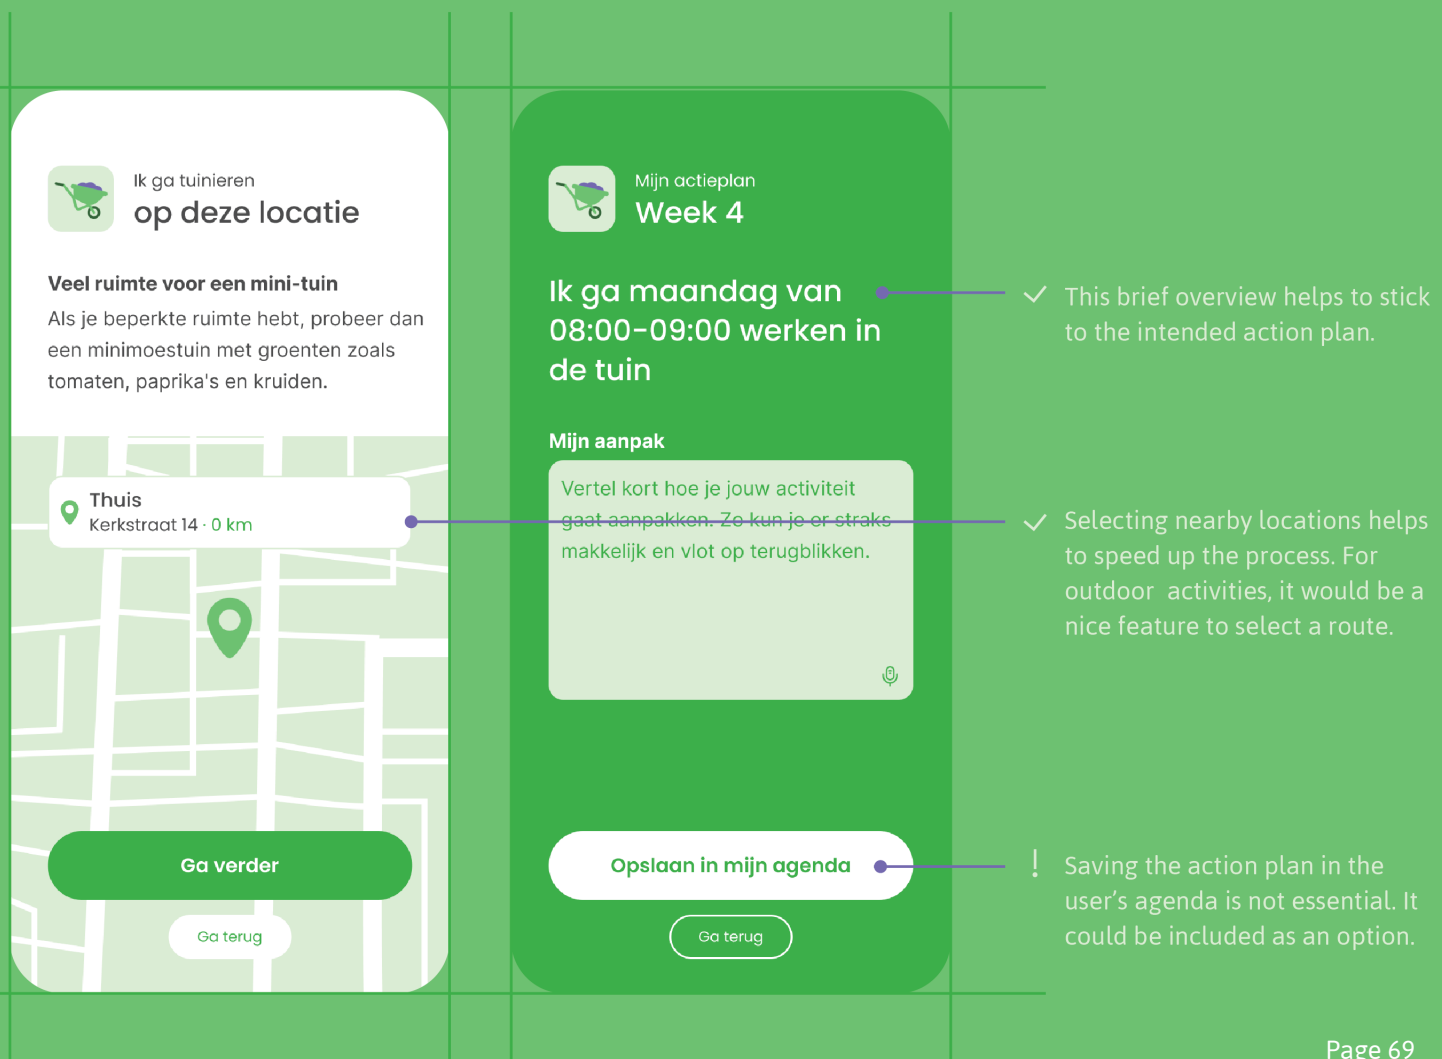 Ik ga tuinieren
op deze locatie
Veel ruimte voor een mini-tuin
Als je beperkte ruimte hebt, probeer dan
een minimoestuin met groenten zoals
tomaten, paprika's en kruiden.
Thuis
Kerkstraat 14 · 0 km
Ga verder
Ga terug
Mijn actieplan
Week 4
Ik ga maandag van
08:00-09:00 werken in
de tuin
Mijn aanpak
Vertel kort hoe je jouw activiteit
gaat aanpakken. Zo kun je er straks
makkelijk en vlot op terugblikken.
Opslaan in mijn agenda
Ga terug
This brief overview helps to stick
to the intended action plan.
Selecting nearby locations helps
to speed up the process. For
outdoor  activities, it would be a
nice feature to select a route.
! Saving the action plan in the
user’s agenda is not essential. It
could be included as an option.
Page 69